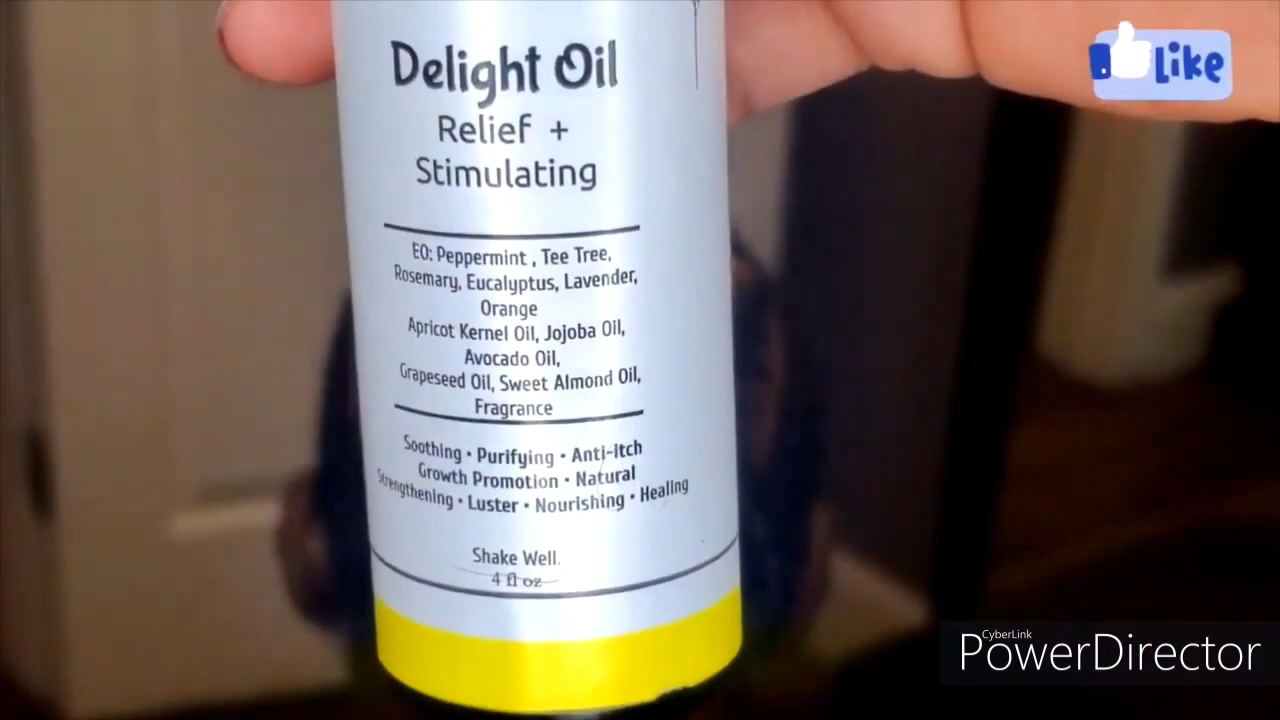 Delight Oil
Relief +
Stimulating
EO: Peppermint , Tee Tree,
Rosemary, Eucalyptus, Lavender,
Orange
Apricot Kernel Oil, Jojoba Oil,
Avocado Oil,
Grapeseed Oil, Sweet Almond Oil,
Fragrance
Soothing • Purifying • Anti-Itch
Growth Promotion • Natural
Strengthening • Luster • Nourishing • Healing
Shake Well.
4 fl oz
Like
CyberLink
PowerDirector